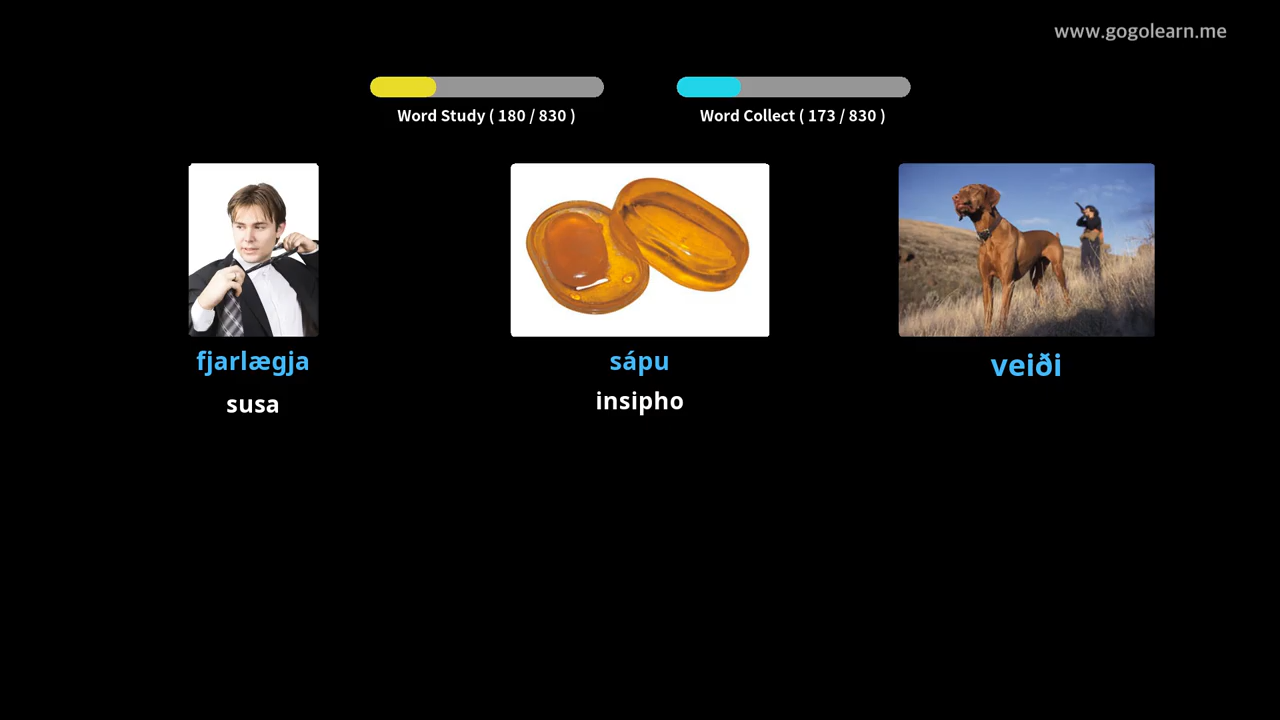 www.gogolearn.me
Word Study ( 180 / 830 )
Word Collect ( 173 / 830 )
fjarlægja
susa
sápu
insipho
veiði